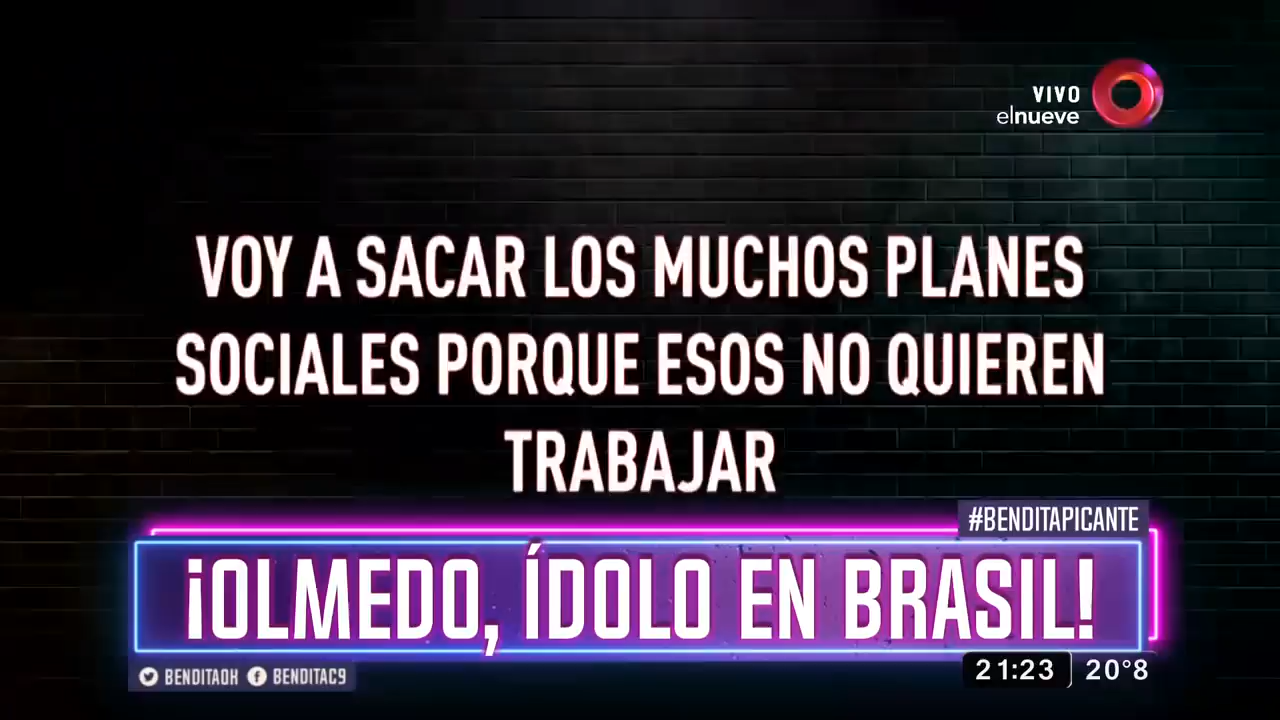 VIVO
elnueve
VOY A SACAR LOS MUCHOS PLANES
SOCIALES PORQUE ESOS NO QUIEREN
TRABAJAR
#BENDITAPICANTE
¡OLMEDO, ÍDOLO EN BRASIL!
BENDITAOK BENDITAC9
21:23 20°8